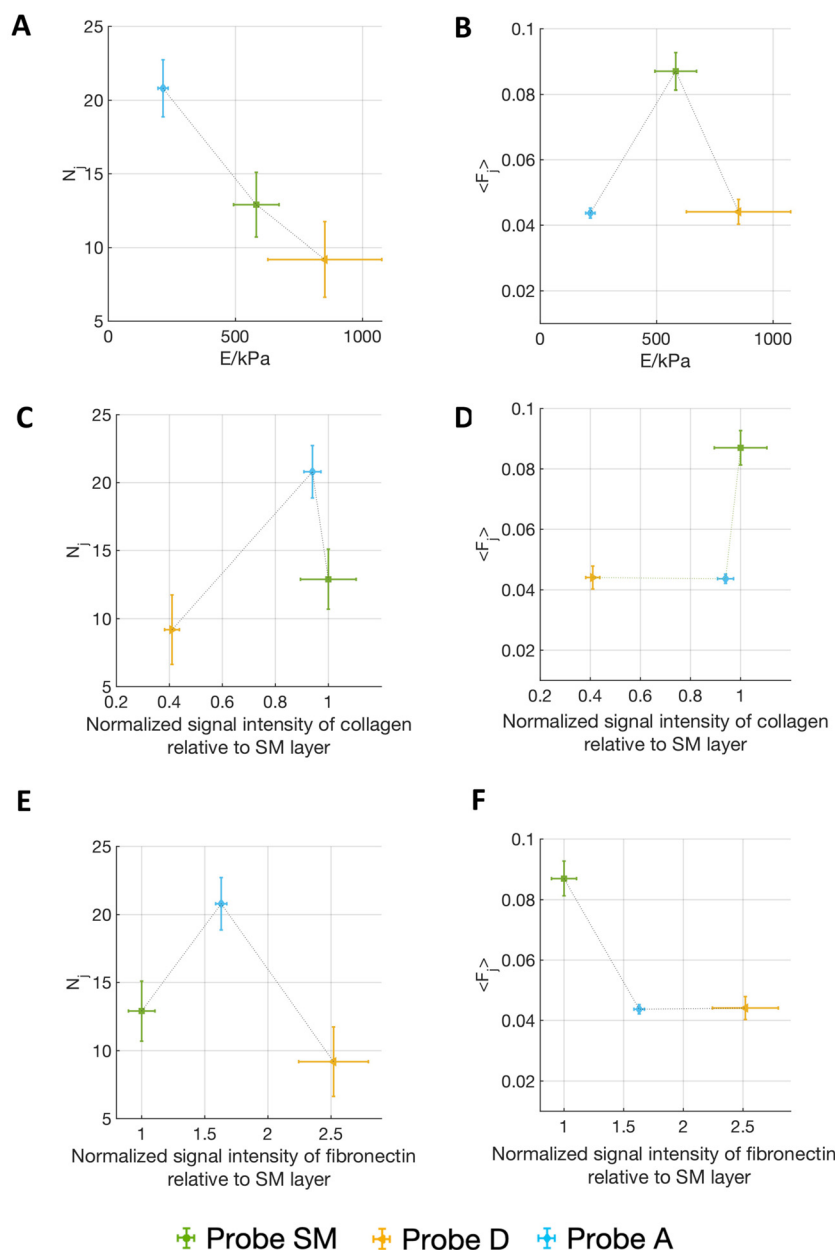 A
25
20
15
10
5
N_j
0
500
1000
E/kPa
B
0.1
0.08
0.06
0.04
0.02
<F_j>
0
500
1000
E/kPa
C
25
20
15
10
5
N_j
0.2
0.4
0.6
0.8
1
Normalized signal intensity of collagen
relative to SM layer
D
0.1
0.08
0.06
0.04
0.02
<F_j>
0.2
0.4
0.6
0.8
1
Normalized signal intensity of collagen
relative to SM layer
E
25
20
15
10
5
N_j
1
1.5
2
2.5
Normalized signal intensity of fibronectin
relative to SM layer
F
0.1
0.08
0.06
0.04
0.02
<F_j>
1
1.5
2
2.5
Normalized signal intensity of fibronectin
relative to SM layer
Probe SM
Probe D
Probe A